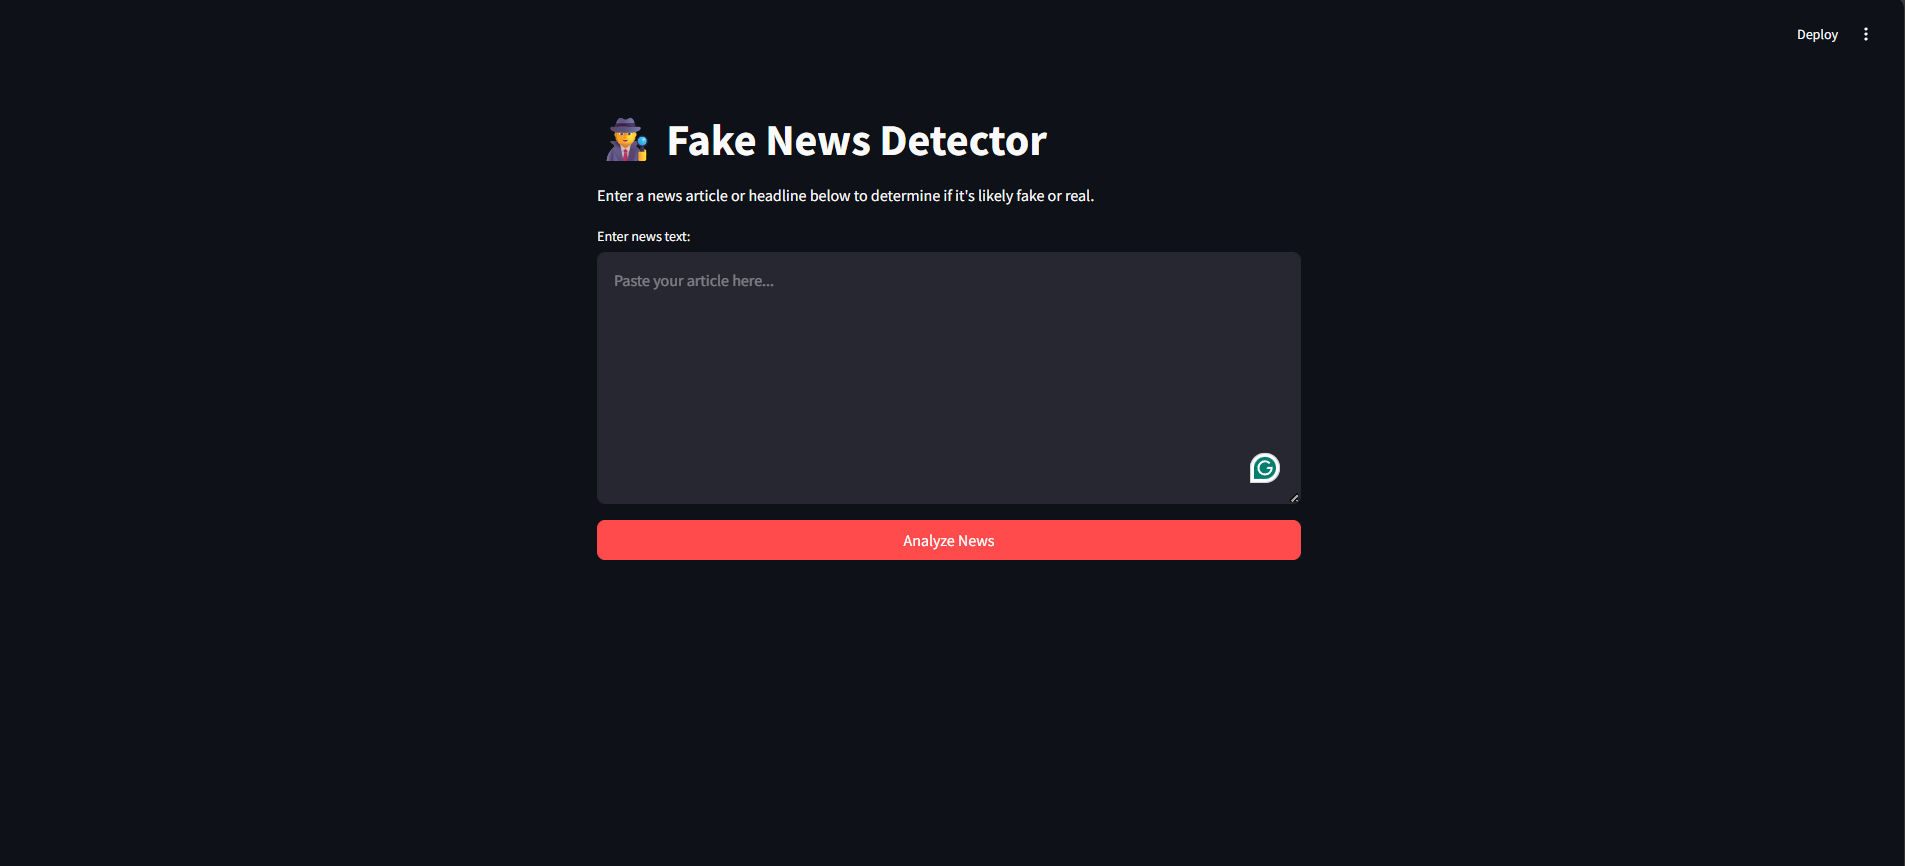 Deploy
Fake News Detector
Enter a news article or headline below to determine if it's likely fake or real.
Enter news text:
Paste your article here...
G
Analyze News